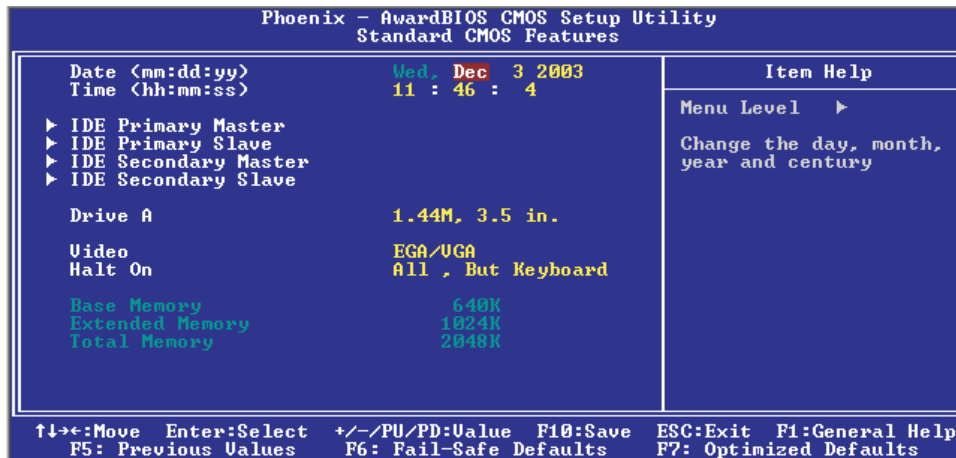 Phoenix - AwardBIOS CMOS Setup Utility
Standard CMOS Features
Date (mm:dd:yy) Wed, Dec 3 2003
Time (hh:mm:ss) 11 : 46 : 4
▶ IDE Primary Master
▶ IDE Primary Slave
▶ IDE Secondary Master
▶ IDE Secondary Slave
Drive A 1.44M, 3.5 in.
Video EGA/VGA
Halt On All , But Keyboard
Base Memory 640K
Extended Memory 1024K
Total Memory 2048K
Item Help
Menu Level ▶
Change the day, month,
year and century
↑↓→←:Move Enter:Select +/-/PU/PD:Value F10:Save ESC:Exit F1:General Help
F5: Previous Values F6: Fail-Safe Defaults F7: Optimized Defaults